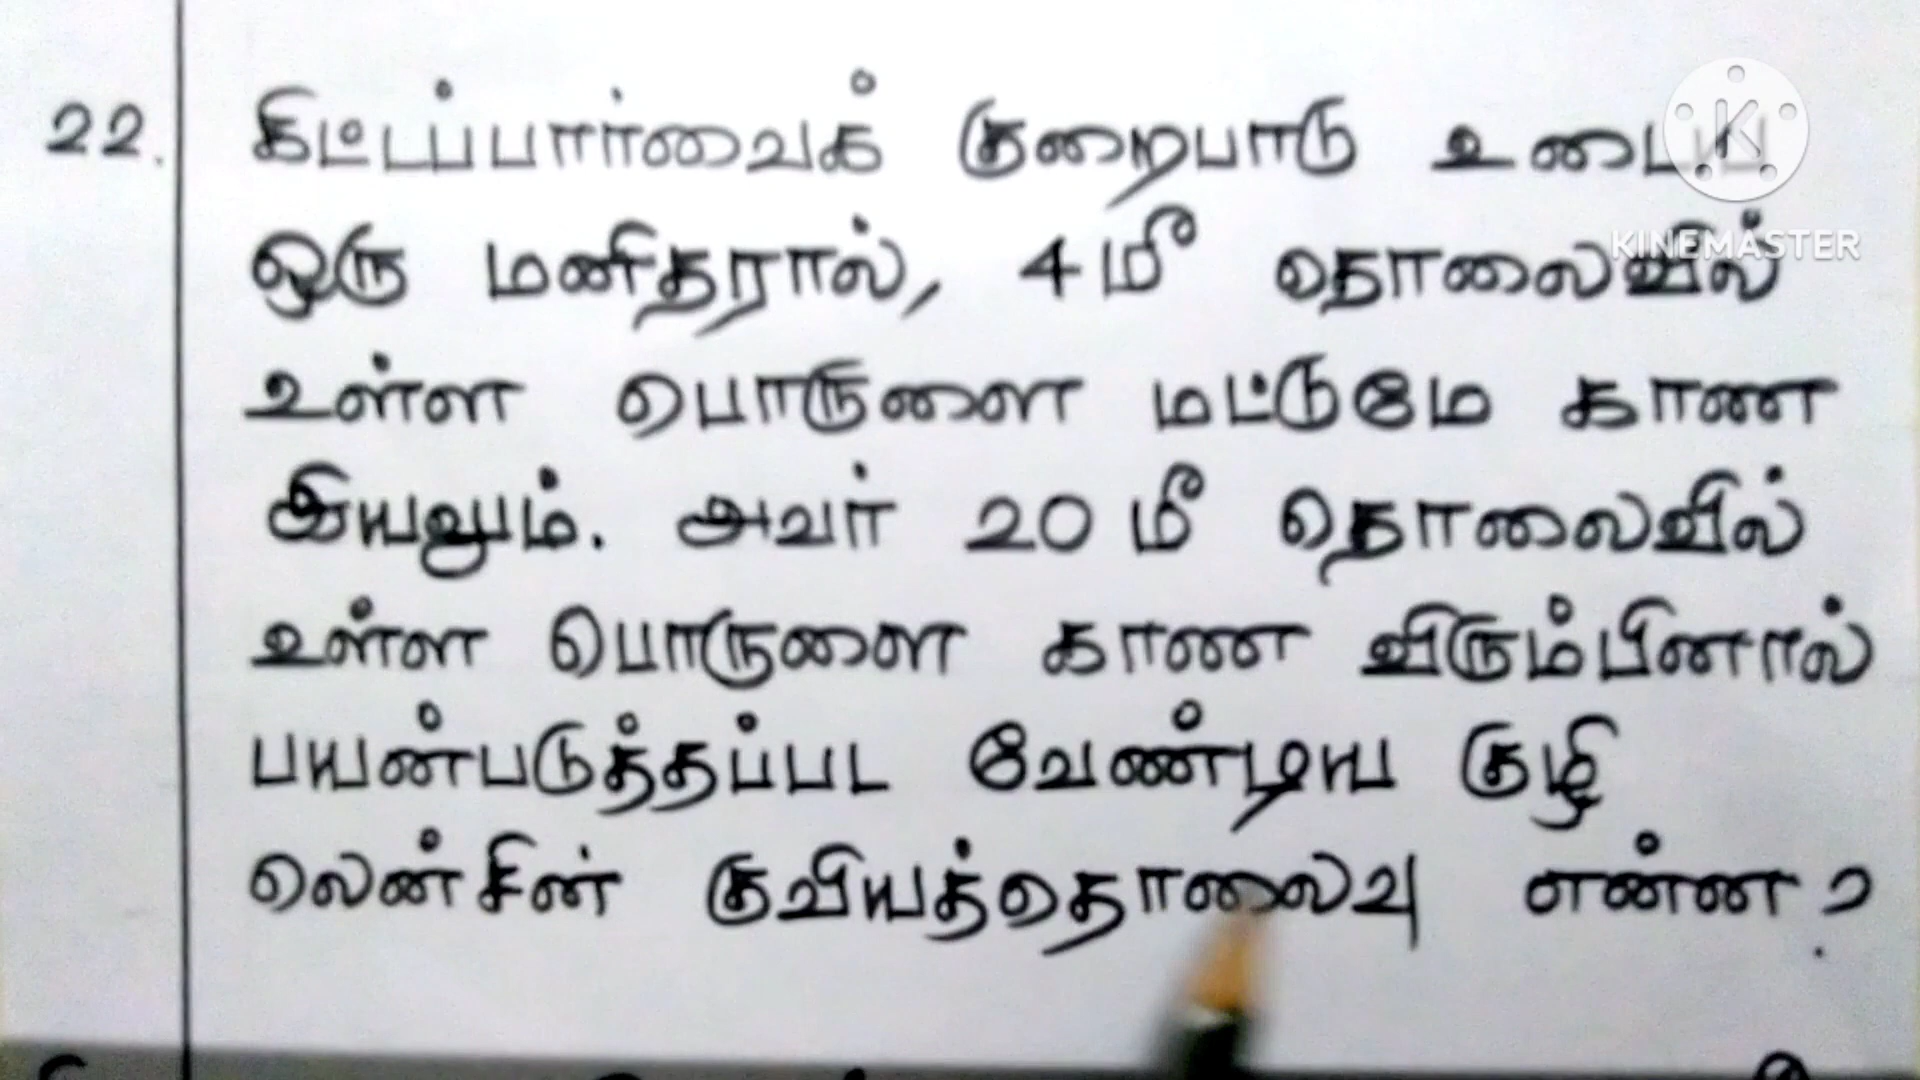 22. கிட்டப்பார்வைக் குறைபாடு உடைய
ஒரு மனிதரால், 4மீ தொலைவில்
உள்ள பொருளை மட்டுமே காண
இயலும். அவர் 20 மீ தொலைவில்
உள்ள பொருளை காண விரும்பினால்
பயன்படுத்தப்பட வேண்டிய குழி
லென்சின் குவியத்தொலைவு என்ன?
KINEMASTER